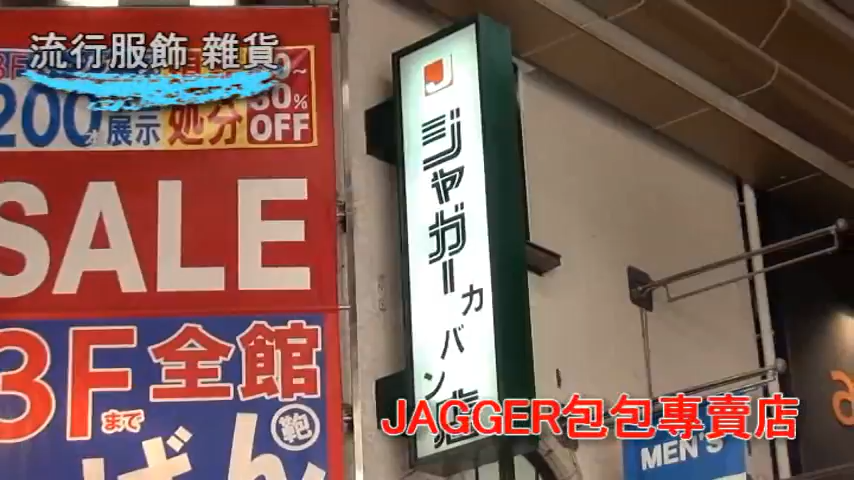 流行服飾 雜貨
200
展示
処分
30%
OFF
SALE
3F
まで
全館
鞄
ばん
J
ジャガー
カバン
店
JAGGER包包專賣店
MEN'S